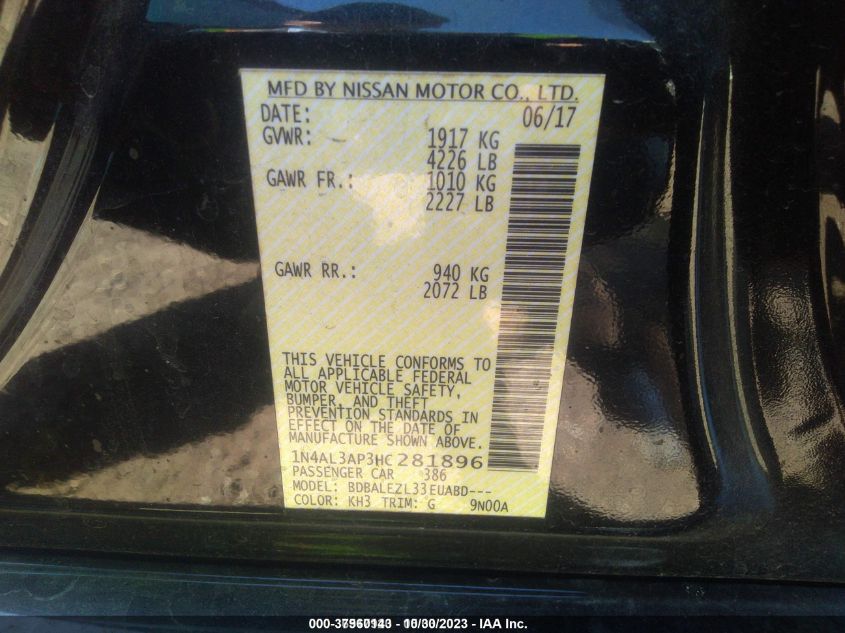 MFD BY NISSAN MOTOR CO., LTD.
DATE: 06/17
GVWR: 1917 KG
4226 LB
GAWR FR.: 1010 KG
2227 LB
GAWR RR.: 940 KG
2072 LB
THIS VEHICLE CONFORMS TO
ALL APPLICABLE FEDERAL
MOTOR VEHICLE SAFETY,
BUMPER, AND THEFT
PREVENTION STANDARDS IN
EFFECT ON THE DATE OF
MANUFACTURE SHOWN ABOVE.
1N4AL3AP3HC281896
PASSENGER CAR 386
MODEL: BDBALEZL33EUABD---
COLOR: KH3 TRIM: G 9N00A
10/30/2023 - IAA Inc.